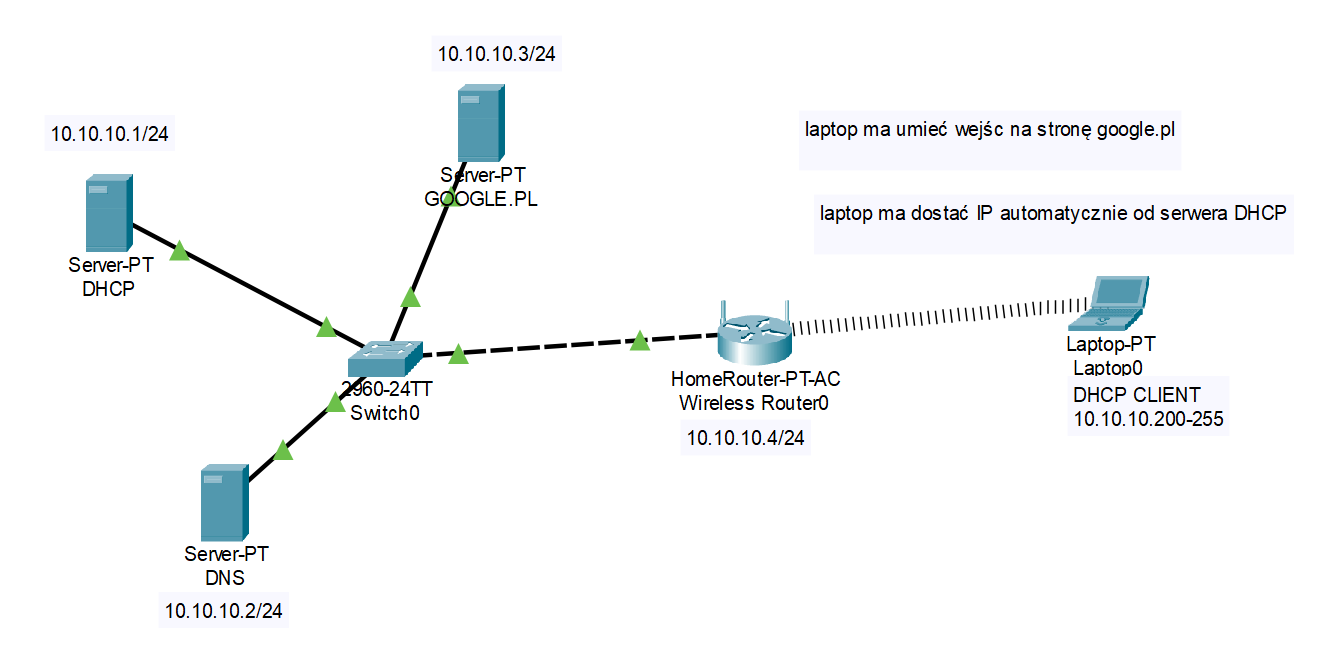 10.10.10.3/24
10.10.10.1/24
laptop ma umieć wejśc na stronę google.pl
Server-PT
GOOGLE.PL
laptop ma dostać IP automatycznie od serwera DHCP
Server-PT
DHCP
Laptop-PT
Laptop0
DHCP CLIENT
10.10.10.200-255
HomeRouter-PT-AC
Wireless Router0
10.10.10.4/24
2960-24TT
Switch0
Server-PT
DNS
10.10.10.2/24